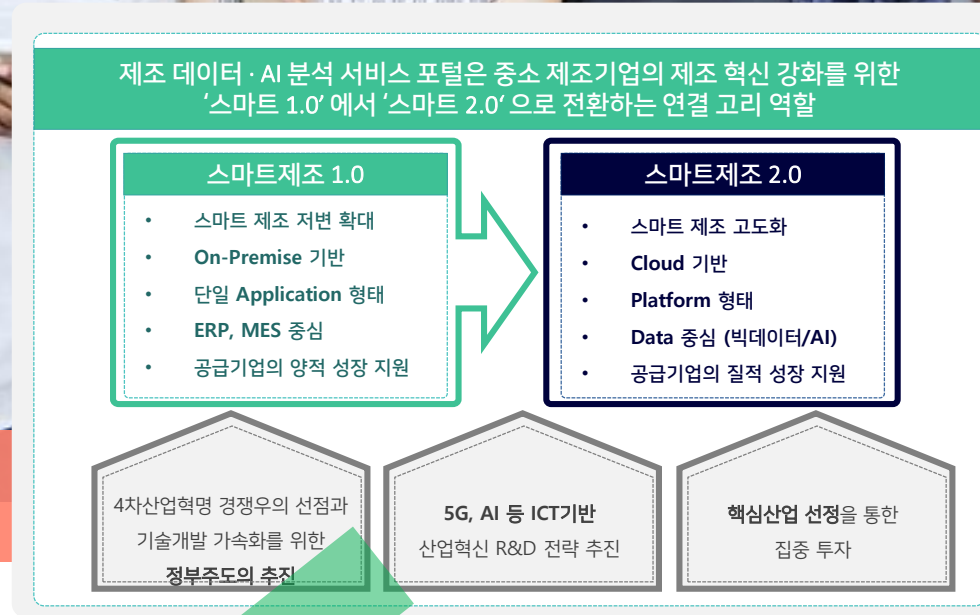 제조 데이터 · AI 분석 서비스 포털은 중소 제조기업의 제조 혁신 강화를 위한
‘스마트 1.0’ 에서 ‘스마트 2.0‘ 으로 전환하는 연결 고리 역할
스마트제조 1.0
• 스마트 제조 저변 확대
• On-Premise 기반
• 단일 Application 형태
• ERP, MES 중심
• 공급기업의 양적 성장 지원
스마트제조 2.0
• 스마트 제조 고도화
• Cloud 기반
• Platform 형태
• Data 중심 (빅데이터/AI)
• 공급기업의 질적 성장 지원
4차산업혁명 경쟁우의 선점과
기술개발 가속화를 위한
정부주도의 추진
5G, AI 등 ICT기반
산업혁신 R&D 전략 추진
핵심산업 선정을 통한
집중 투자